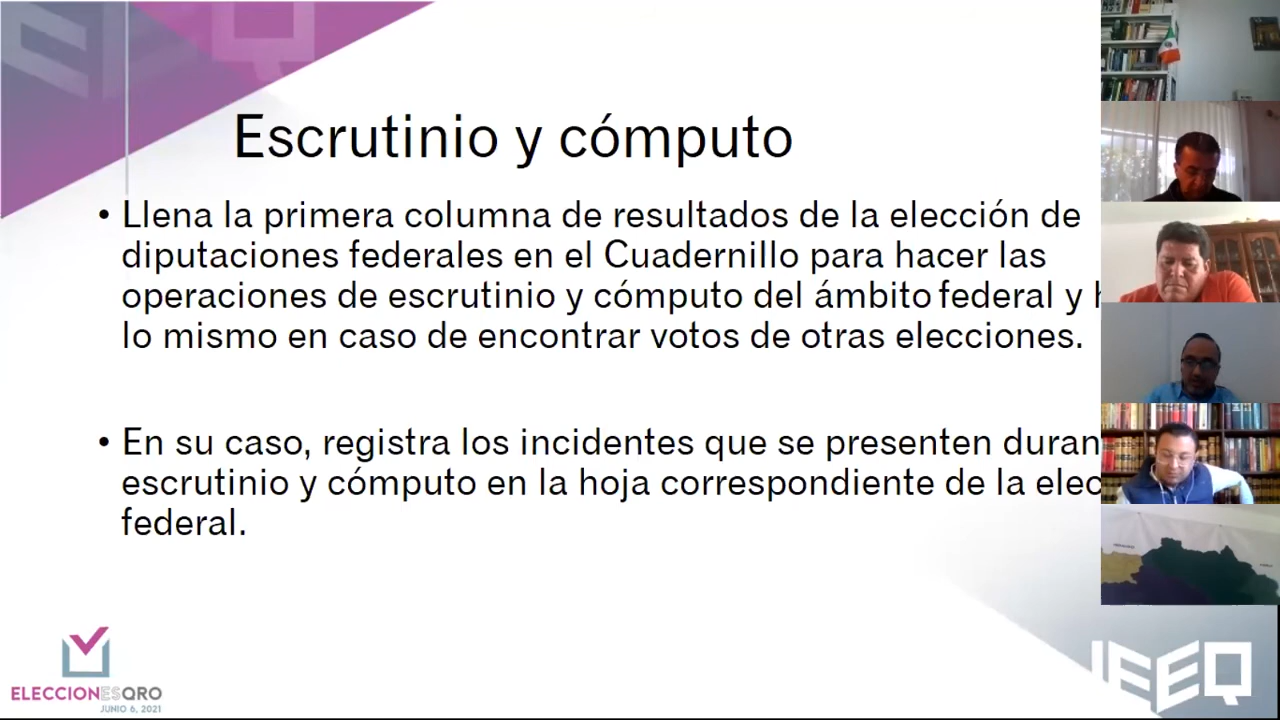 Escrutinio y cómputo
• Llena la primera columna de resultados de la elección de
diputaciones federales en el Cuadernillo para hacer las
operaciones de escrutinio y cómputo del ámbito federal y
lo mismo en caso de encontrar votos de otras elecciones.
• En su caso, registra los incidentes que se presenten duran
escrutinio y cómputo en la hoja correspondiente de la elec
federal.
ELECCIONESQRO
JUNIO 6, 2021
IEEQ